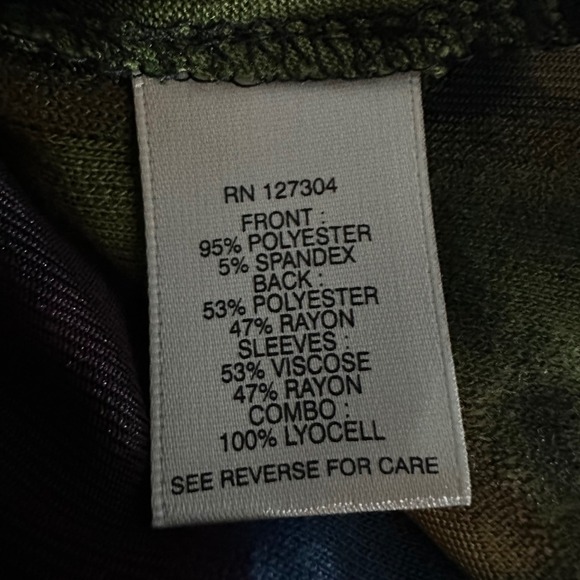 RN 127304
FRONT :
95% POLYESTER
5% SPANDEX
BACK :
53% POLYESTER
47% RAYON
SLEEVES :
53% VISCOSE
47% RAYON
COMBO :
100% LYOCELL
SEE REVERSE FOR CARE